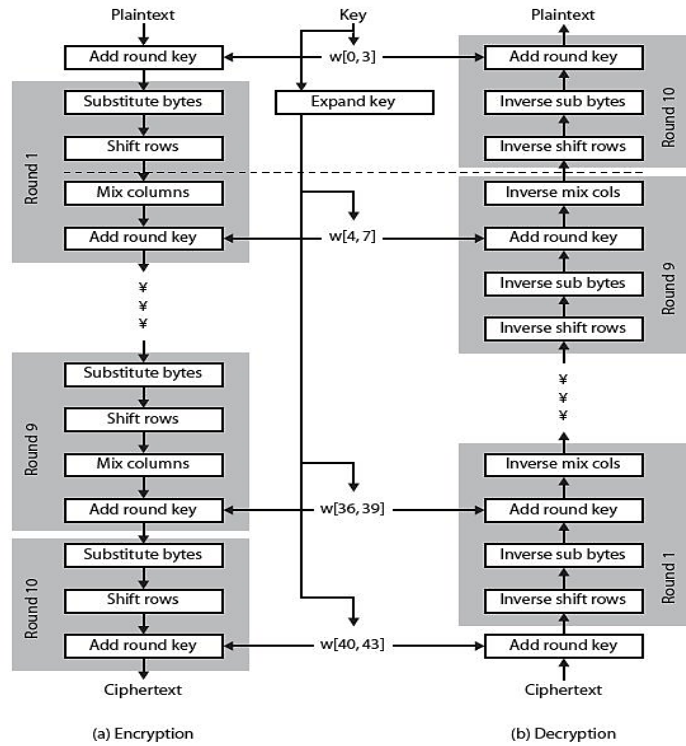 Plaintext
Key
Plaintext
Add round key
w[0, 3]
Add round key
Substitute bytes
Expand key
Inverse sub bytes
Round 10
Shift rows
Inverse shift rows
Round 1
Mix columns
Inverse mix cols
Add round key
w[4, 7]
Add round key
¥
¥
¥
Inverse sub bytes
Round 9
Inverse shift rows
Substitute bytes
¥
¥
¥
Shift rows
Round 9
Mix columns
Inverse mix cols
Add round key
w[36, 39]
Add round key
Substitute bytes
Inverse sub bytes
Round 1
Round 10
Shift rows
Inverse shift rows
Add round key
w[40, 43]
Add round key
Ciphertext
Ciphertext
(a) Encryption
(b) Decryption